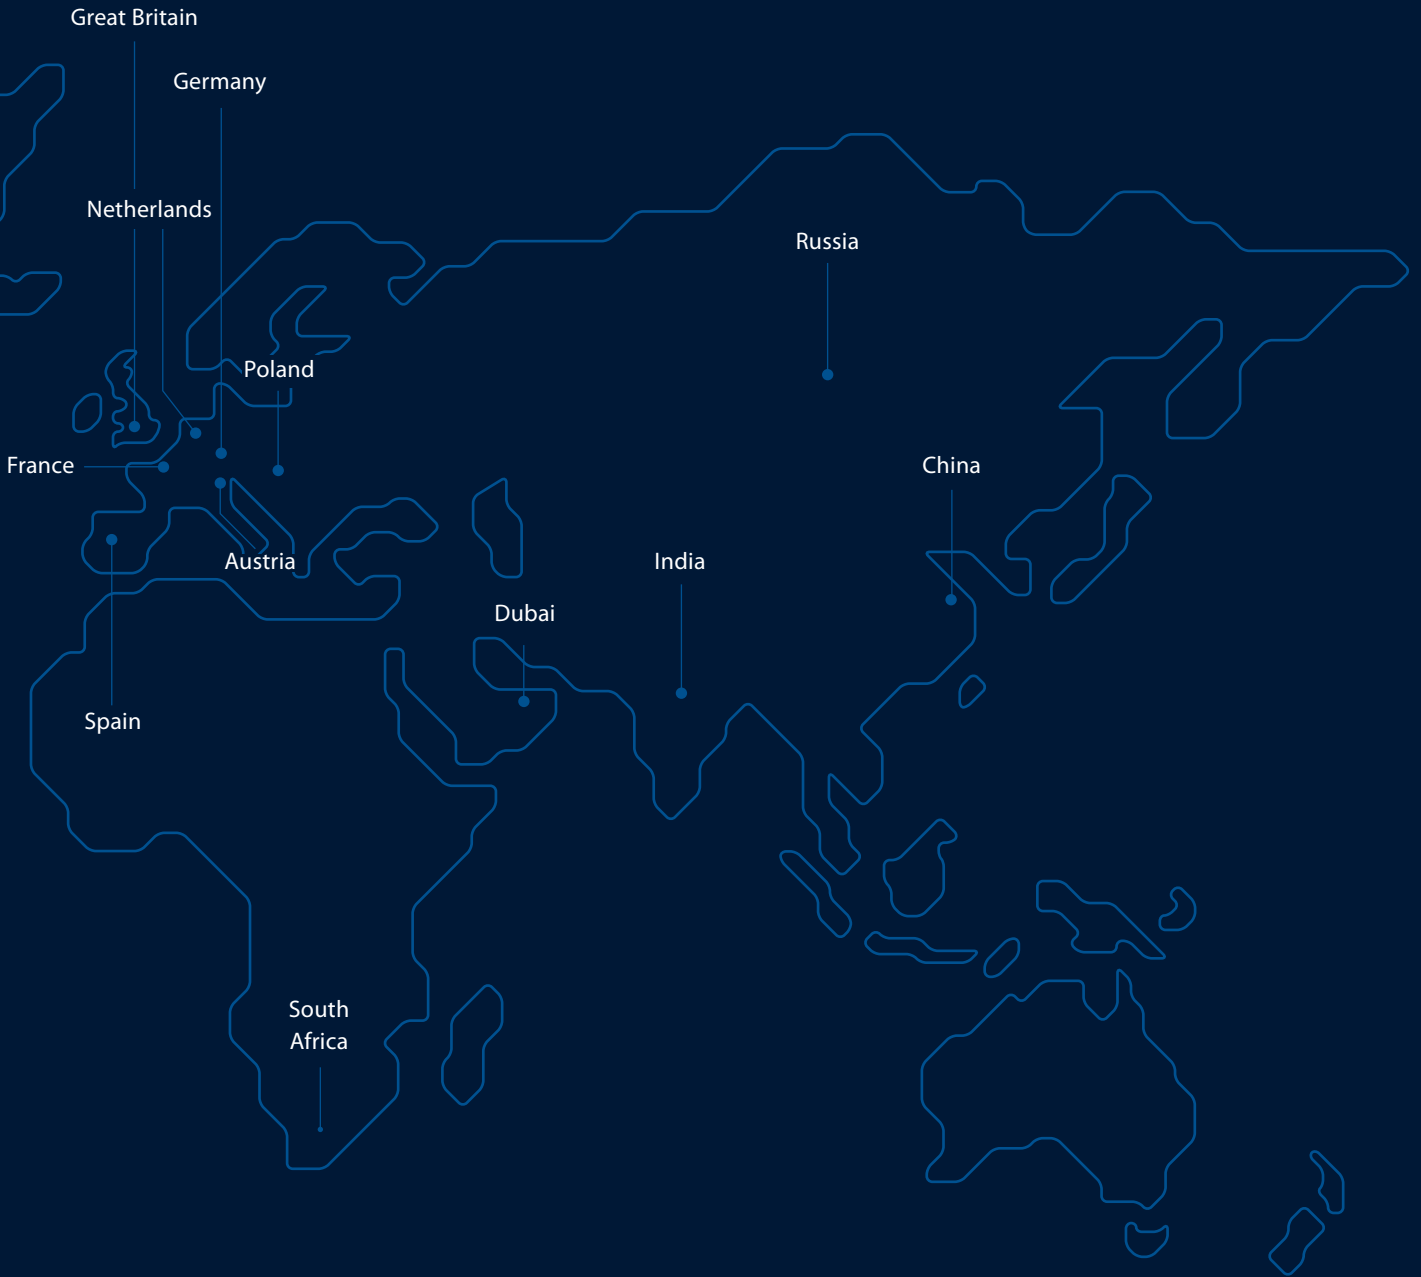 Great Britain
Germany
Netherlands
Russia
Poland
France
China
Austria
India
Dubai
Spain
South
Africa